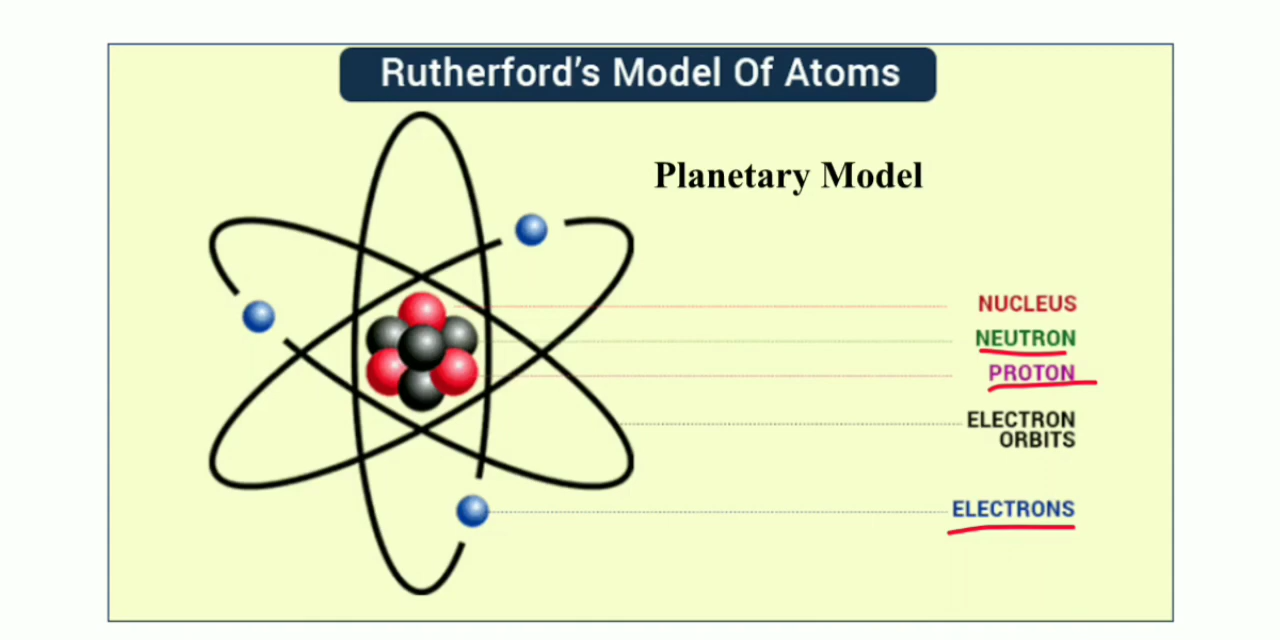 Rutherford's Model Of Atoms
Planetary Model
NUCLEUS
NEUTRON
PROTON
ELECTRON
ORBITS
ELECTRONS